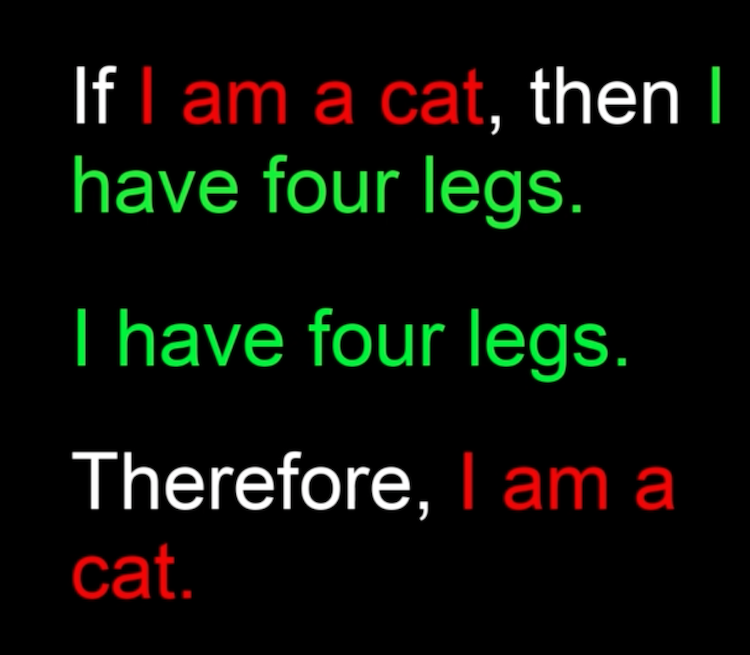 If I am a cat, then I
have four legs.
I have four legs.
Therefore, I am a
cat.